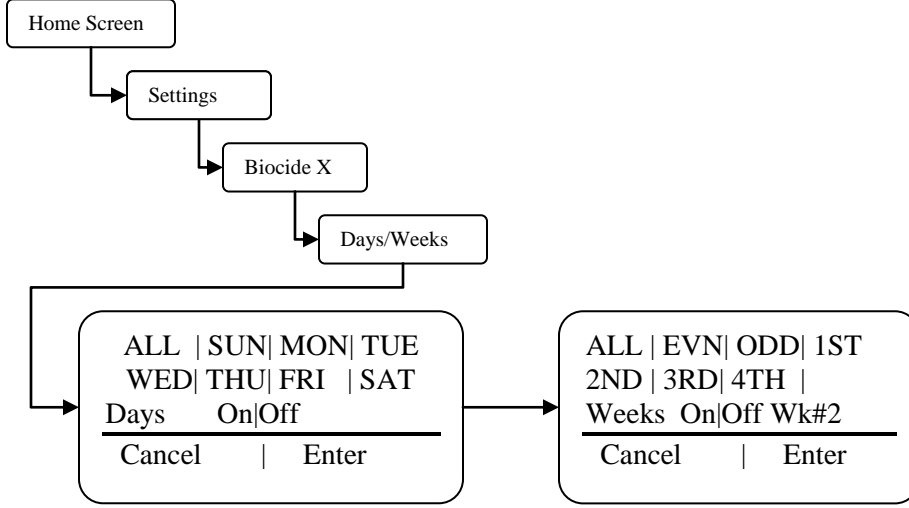 Home Screen
Settings
Biocide X
Days/Weeks
ALL | SUN| MON| TUE
WED| THU| FRI | SAT
Days On|Off
Cancel | Enter
ALL | EVN| ODD| 1ST
2ND | 3RD| 4TH |
Weeks On|Off Wk#2
Cancel | Enter